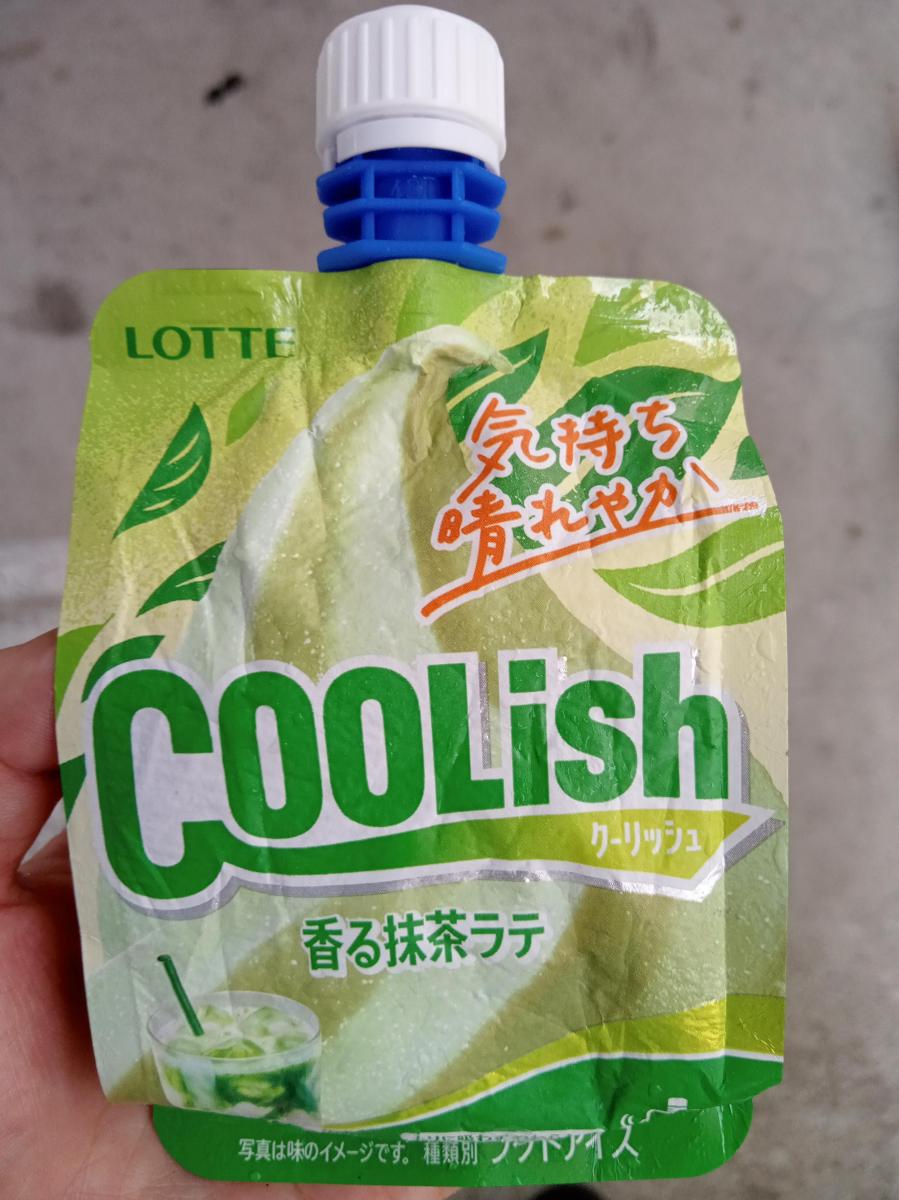 LOTTE
気持ち
晴れやか
COOLish
クーリッシュ
香る抹茶ラテ
写真は味のイメージです。 種類別 ラクトアイス